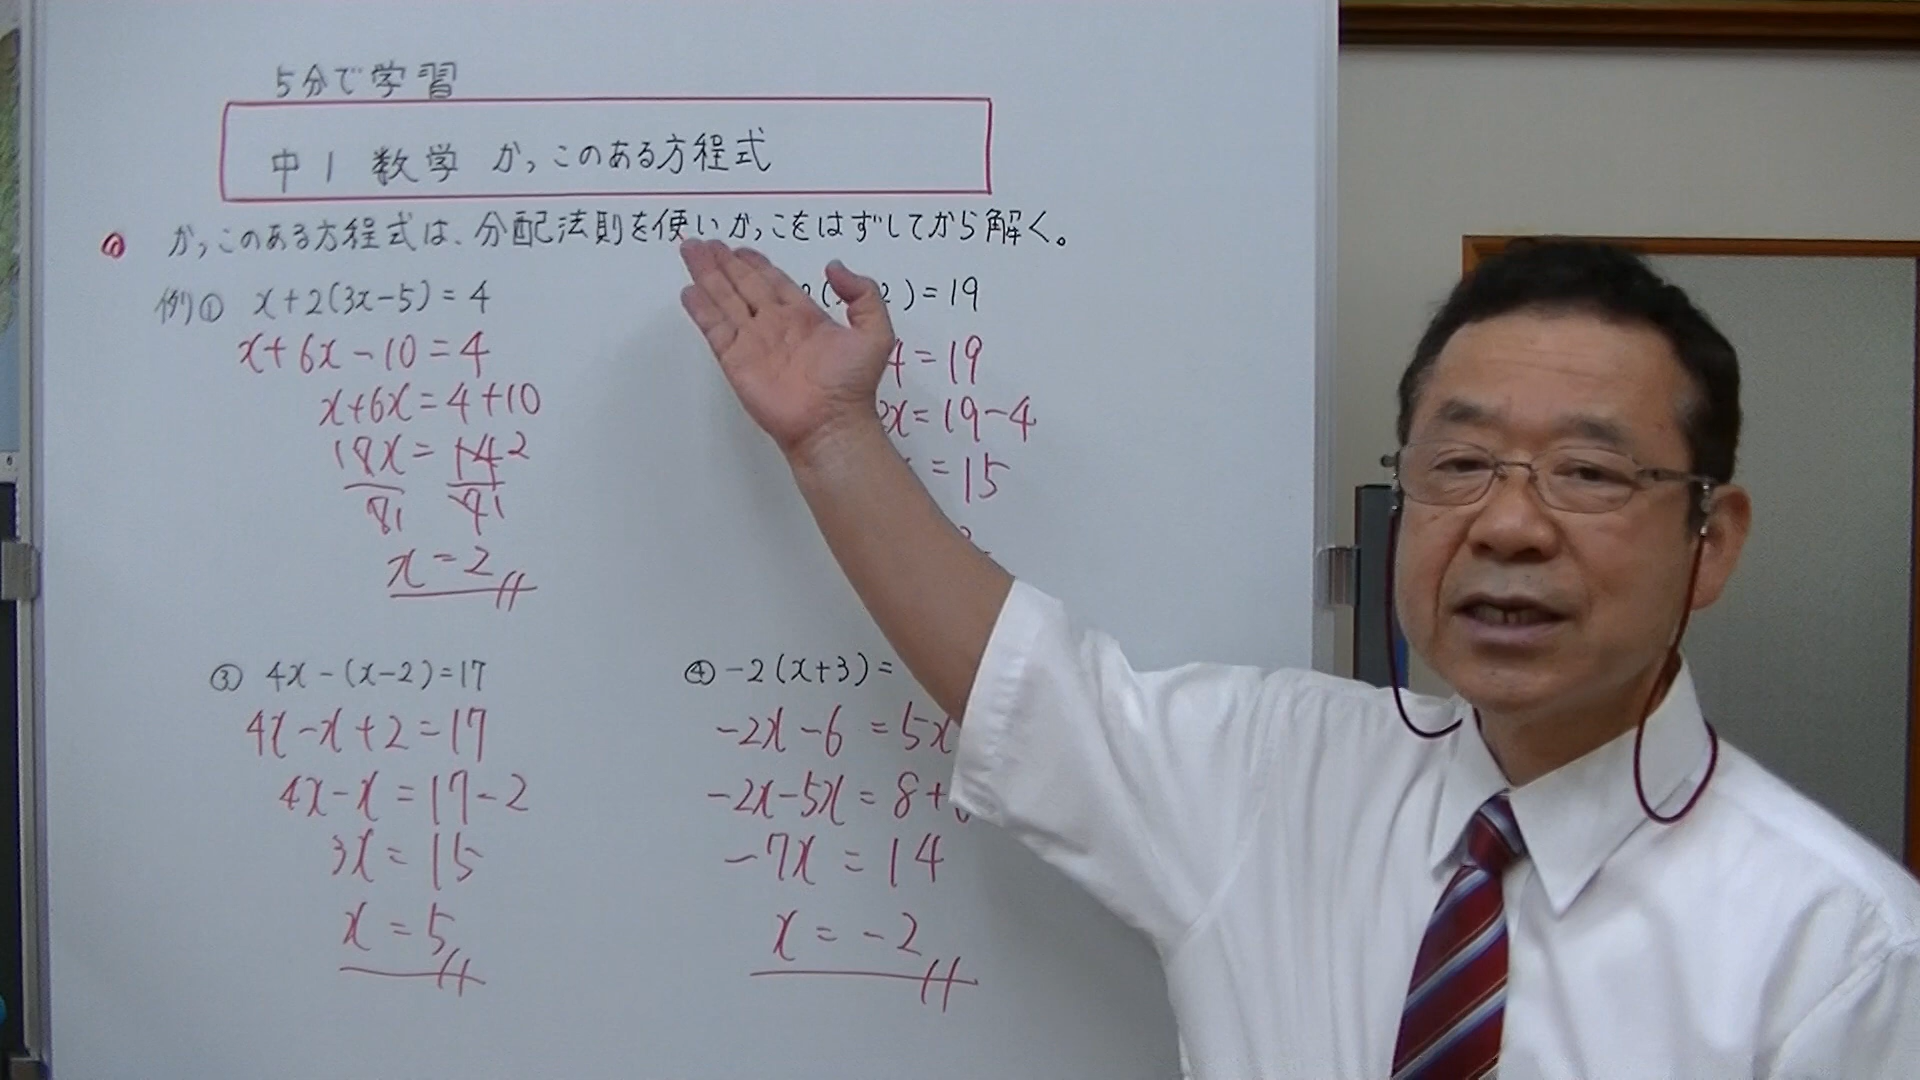 5分で学習
中1 数学 かっこのある方程式
かっこのある方程式は、分配法則を使いかっこをはずしてから解く。
例① x+2(3x-5)=4
x+6x-10=4
x+6x=4+10
x=2
)=19
4=19
x=19-4
=15
③ 4x-(x-2)=17
4x-x+2=17
4x-x=17-2
3x=15
x=5
④ -2(x+3)=
-2x-6=5x
-2x-5x=8+
-7x=14
x=-2